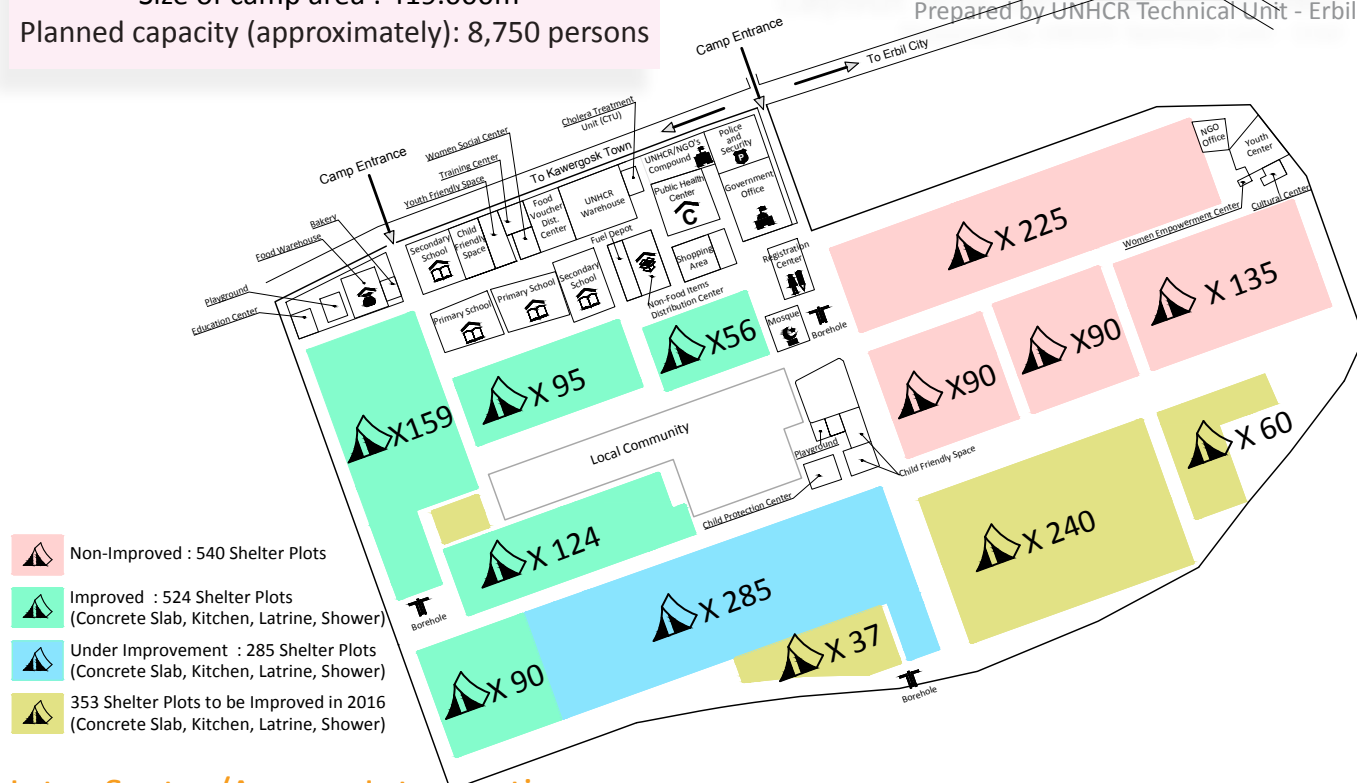 Planned capacity (approximately): 8,750 persons
Prepared by UNHCR Technical Unit - Erbil
Camp Entrance
To Erbil City
Cholera Treatment
Unit (CTU)
Women Social Center
Training Center
Youth Friendly Space
To Kawergosk Town
Camp Entrance
Bakery
Food Warehouse
Playground
Education Center
Secondary
School
Child
Friendly
Space
Food
Voucher
Dist.
Center
UNHCR
Warehouse
UNHCR/NGO's
Compound
Police
and
Security
P
Public Health
Center
C
Government
Office
NGO
Office
Youth
Center
Cultural Center
Women Empowerment Center
Primary School
Primary School
Secondary
School
Fuel Depot
Non-Food Items
Distribution Center
Shopping
Area
Registration
Center
Mosque
Borehole
X 225
X 135
X90
X90
X56
X 95
X159
Local Community
Playground
Child Friendly Space
Child Protection Center
X 60
X 240
X 124
X 285
X 37
X 90
Borehole
Borehole
Non-Improved : 540 Shelter Plots
Improved : 524 Shelter Plots
(Concrete Slab, Kitchen, Latrine, Shower)
Under Improvement : 285 Shelter Plots
(Concrete Slab, Kitchen, Latrine, Shower)
353 Shelter Plots to be Improved in 2016
(Concrete Slab, Kitchen, Latrine, Shower)